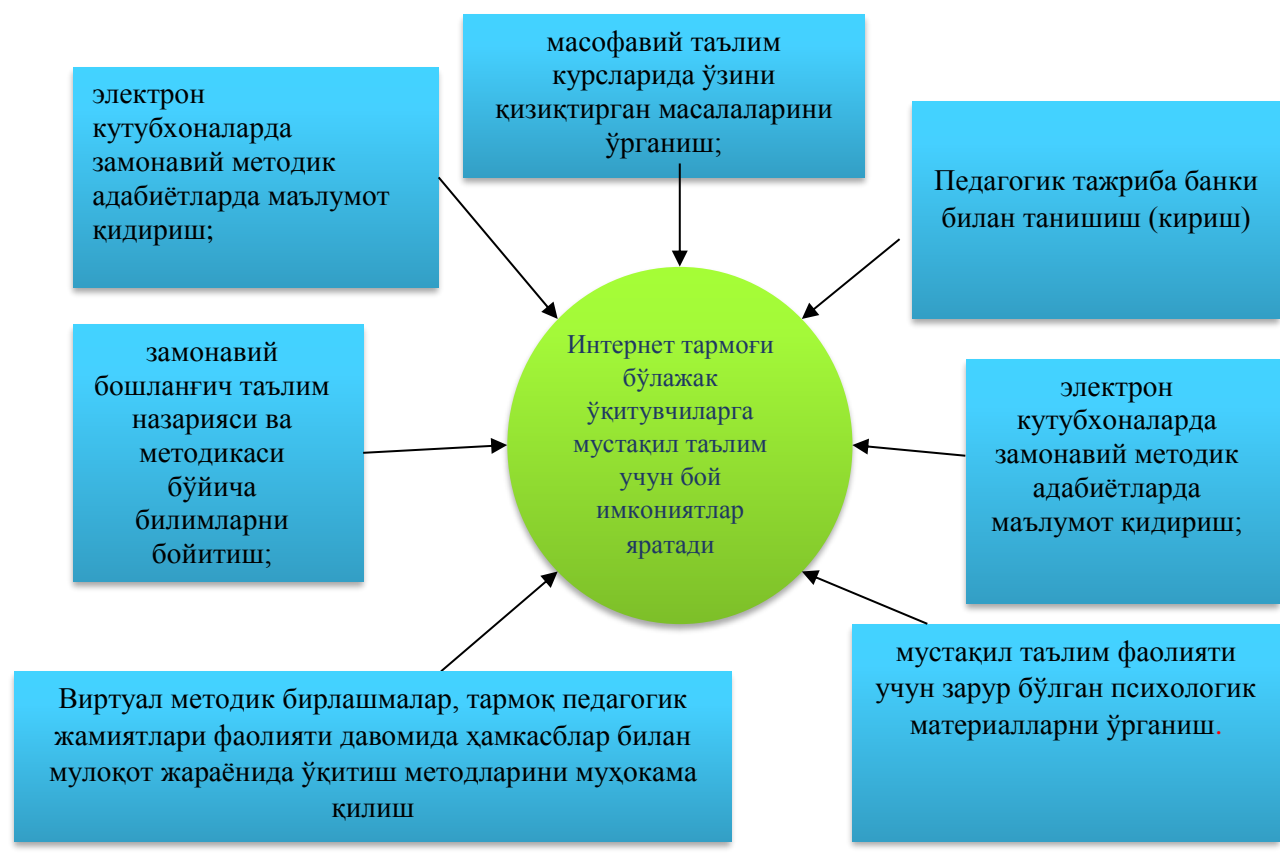 масофавий таълим
курсларида ўзини
қизиқтирган масалаларини
ўрганиш;
электрон
кутубхоналарда
замонавий методик
адабиётларда маълумот
қидириш;
Педагогик тажриба банки
билан танишиш (кириш)
Интернет тармоғи
бўлажак
ўқитувчиларга
мустақил таълим
учун бой
имкониятлар
яратади
замонавий
бошланғич таълим
назарияси ва
методикаси
бўйича
билимларни
бойитиш;
электрон
кутубхоналарда
замонавий методик
адабиётларда
маълумот қидириш;
Виртуал методик бирлашмалар, тармоқ педагогик
жамиятлари фаолияти давомида ҳамкасблар билан
мулоқот жараёнида ўқитиш методларини муҳокама
қилиш
мустақил таълим фаолияти
учун зарур бўлган психологик
материалларни ўрганиш.